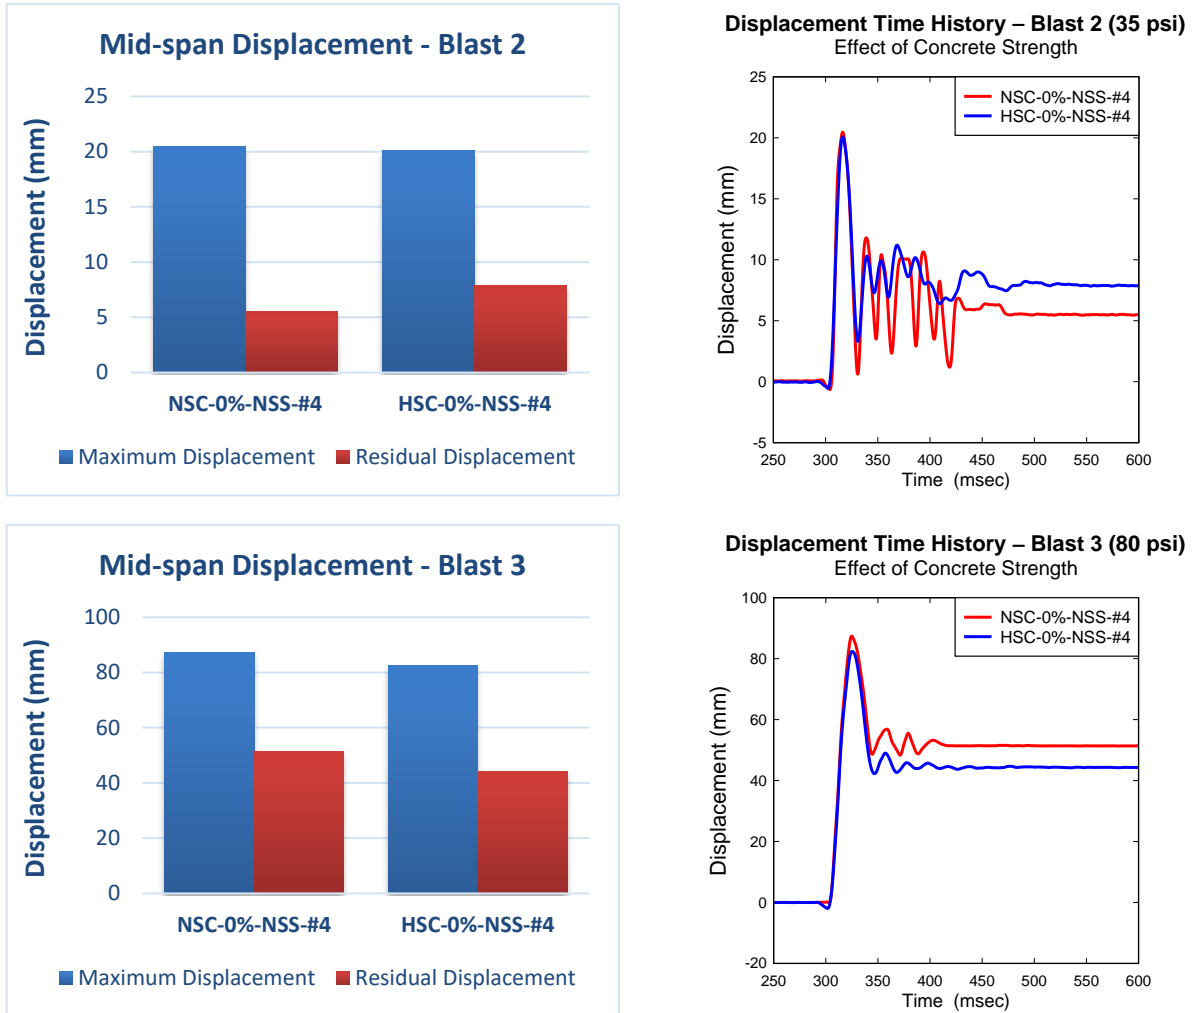 Mid-span Displacement - Blast 2
Displacement (mm)
25
20
15
10
5
0
NSC-0%-NSS-#4 HSC-0%-NSS-#4
Maximum Displacement Residual Displacement
Displacement Time History – Blast 2 (35 psi)
Effect of Concrete Strength
NSC-0%-NSS-#4
HSC-0%-NSS-#4
Displacement (mm)
25
20
15
10
5
0
-5
250 300 350 400 450 500 550 600
Time (msec)
Mid-span Displacement - Blast 3
Displacement (mm)
100
80
60
40
20
0
NSC-0%-NSS-#4 HSC-0%-NSS-#4
Maximum Displacement Residual Displacement
Displacement Time History – Blast 3 (80 psi)
Effect of Concrete Strength
NSC-0%-NSS-#4
HSC-0%-NSS-#4
Displacement (mm)
100
80
60
40
20
0
-20
250 300 350 400 450 500 550 600
Time (msec)